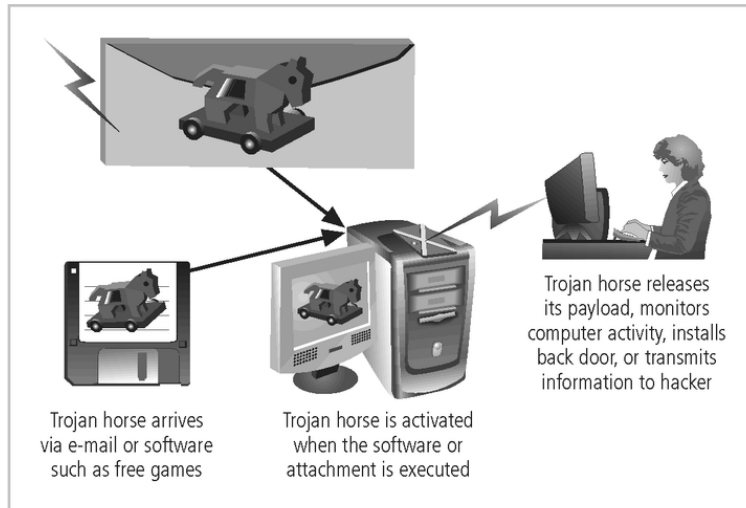 Trojan horse arrives
via e-mail or software
such as free games
Trojan horse is activated
when the software or
attachment is executed
Trojan horse releases
its payload, monitors
computer activity, installs
back door, or transmits
information to hacker